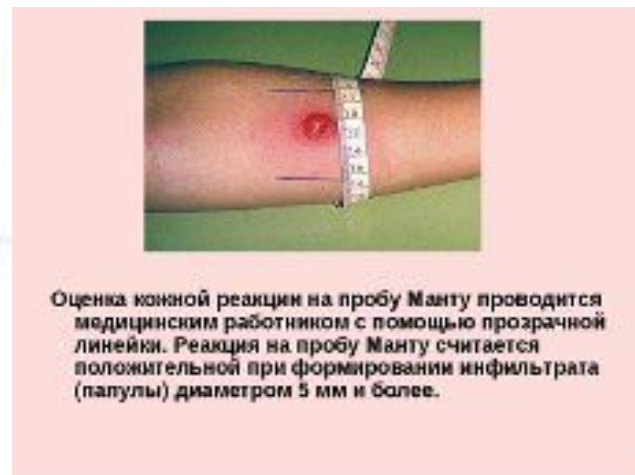 Оценка кожной реакции на пробу Манту проводится
медицинским работником с помощью прозрачной
линейки. Реакция на пробу Манту считается
положительной при формировании инфильтрата
(папулы) диаметром 5 мм и более.